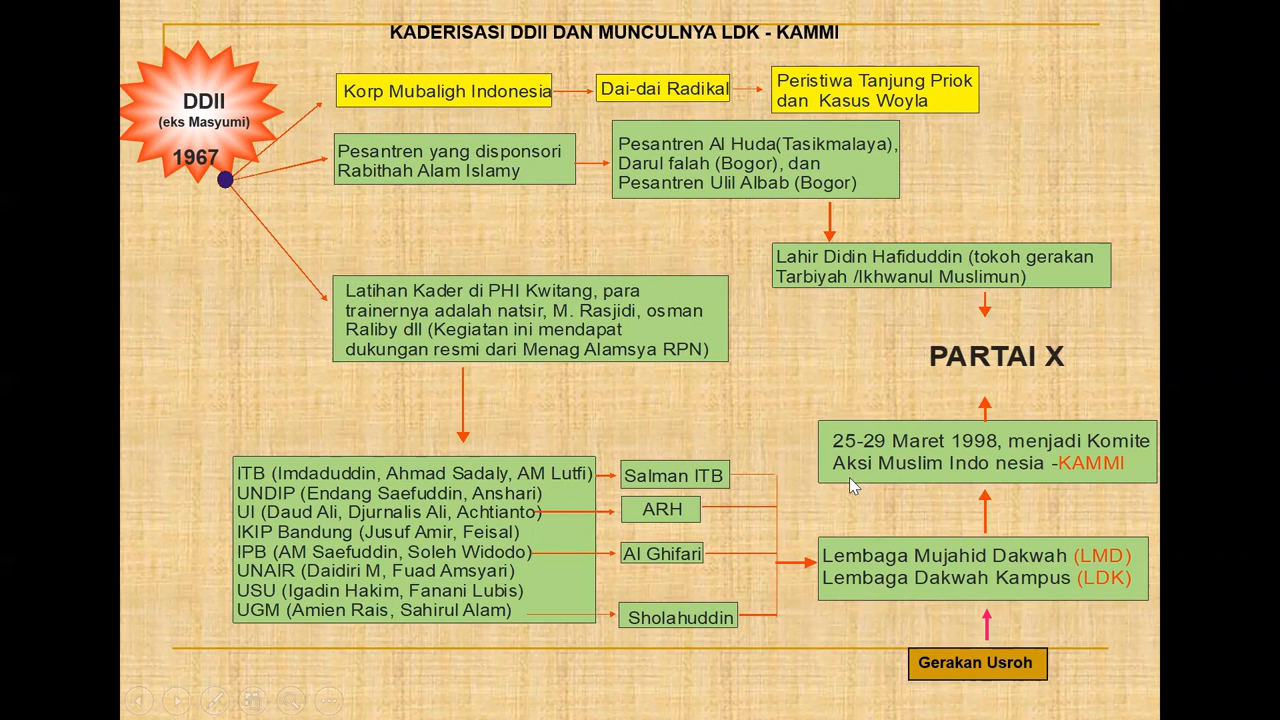 KADERISASI DDII DAN MUNCULNYA LDK - KAMMI
DDII
(eks Masyumi)
1967
Korp Mubaligh Indonesia
Dai-dai Radikal
Peristiwa Tanjung Priok
dan Kasus Woyla
Pesantren yang disponsori
Rabithah Alam Islamy
Pesantren Al Huda(Tasikmalaya),
Darul falah (Bogor), dan
Pesantren Ulil Albab (Bogor)
Lahir Didin Hafiduddin (tokoh gerakan
Tarbiyah /Ikhwanul Muslimun)
Latihan Kader di PHI Kwitang, para
trainernya adalah natsir, M. Rasjidi, osman
Raliby dll (Kegiatan ini mendapat
dukungan resmi dari Menag Alamsya RPN)
PARTAI X
25-29 Maret 1998, menjadi Komite
Aksi Muslim Indo nesia -KAMMI
ITB (Imdaduddin, Ahmad Sadaly, AM Lutfi)
UNDIP (Endang Saefuddin, Anshari)
UI (Daud Ali, Djurnalis Ali, Achtianto)
IKIP Bandung (Jusuf Amir, Feisal)
IPB (AM Saefuddin, Soleh Widodo)
UNAIR (Daidiri M, Fuad Amsyari)
USU (Igadin Hakim, Fanani Lubis)
UGM (Amien Rais, Sahirul Alam)
Salman ITB
ARH
Al Ghifari
Sholahuddin
Lembaga Mujahid Dakwah (LMD)
Lembaga Dakwah Kampus (LDK)
Gerakan Usroh